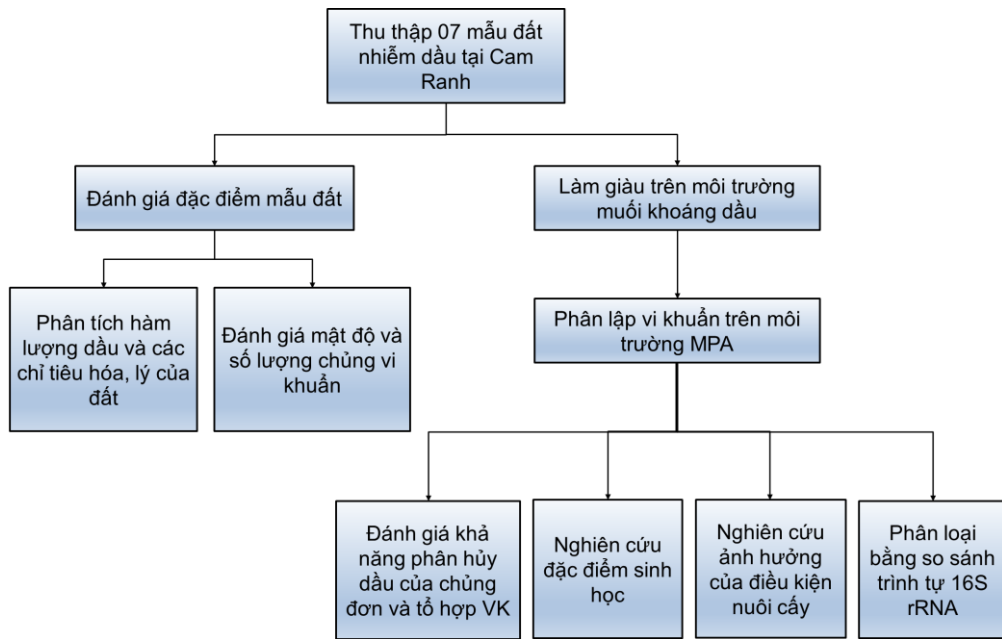 Thu thập 07 mẫu đất
nhiễm dầu tại Cam
Ranh
Đánh giá đặc điểm mẫu đất
Làm giàu trên môi trường
muối khoáng dầu
Phân tích hàm
lượng dầu và các
chỉ tiêu hóa, lý của
đất
Đánh giá mật độ và
số lượng chủng vi
khuẩn
Phân lập vi khuẩn trên môi
trường MPA
Đánh giá khả
năng phân hủy
dầu của chủng
đơn và tổ hợp VK
Nghiên cứu
đặc điểm sinh
học
Nghiên cứu
ảnh hưởng
của điều kiện
nuôi cấy
Phân loại
bằng so sánh
trình tự 16S
rRNA